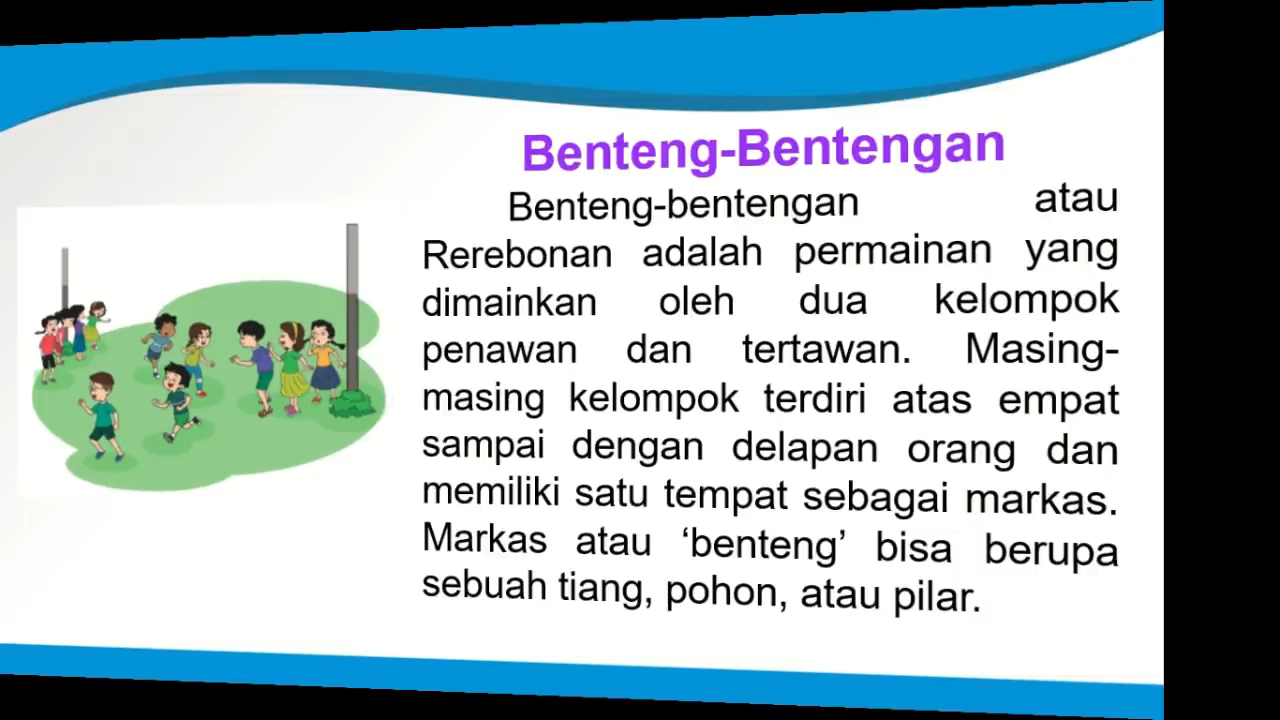 Benteng-Bentengan
Benteng-bentengan atau
Rerebonan adalah permainan yang
dimainkan oleh dua kelompok
penawan dan tertawan. Masing-
masing kelompok terdiri atas empat
sampai dengan delapan orang dan
memiliki satu tempat sebagai markas.
Markas atau ‘benteng’ bisa berupa
sebuah tiang, pohon, atau pilar.